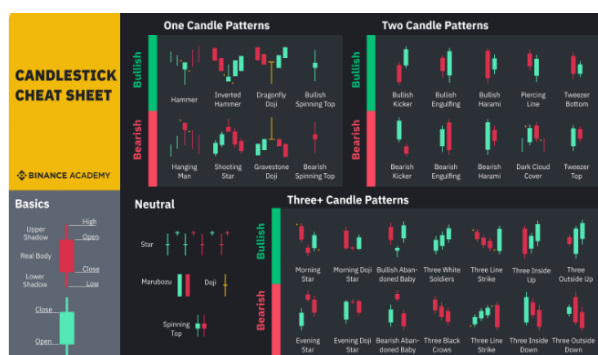 CANDLESTICK
CHEAT SHEET
BINANCE ACADEMY
One Candle Patterns
Bullish
Hammer
Inverted
Hammer
Dragonfly
Doji
Bullish
Spinning Top
Bearish
Hanging
Man
Shooting
Star
Gravestone
Doji
Bearish
Spinning Top
Two Candle Patterns
Bullish
Kicker
Bullish
Engulfing
Bullish
Harami
Piercing
Line
Tweezer
Bottom
Bearish
Kicker
Bearish
Engulfing
Bearish
Harami
Dark Cloud
Cover
Tweezer
Top
Basics
Upper
Shadow
High
Open
Real Body
Close
Lower
Shadow
Low
Close
Open
Neutral
Star
Marubozu
Doji
Spinning
Top
Three+ Candle Patterns
Bullish
Morning
Star
Morning Doji
Star
Bullish Aban-
doned Baby
Three White
Soldiers
Three Line
Strike
Three Inside
Up
Three
Outside Up
Bearish
Evening
Star
Evening Doji
Star
Bearish Aban-
doned Baby
Three Black
Crows
Three Line
Strike
Three Inside
Down
Three Outside
Down